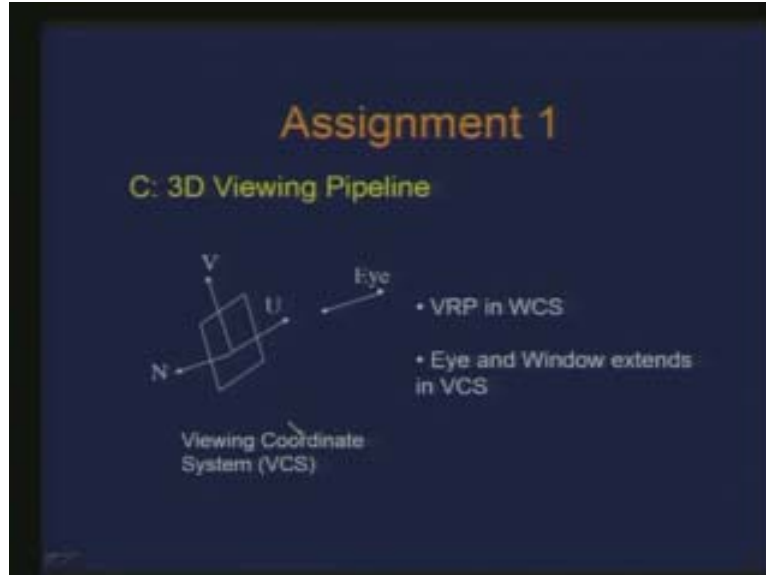 Assignment 1
C: 3D Viewing Pipeline
V
Eye
U
N
• VRP in WCS
• Eye and Window extends
in VCS
Viewing Coordinate
System (VCS)